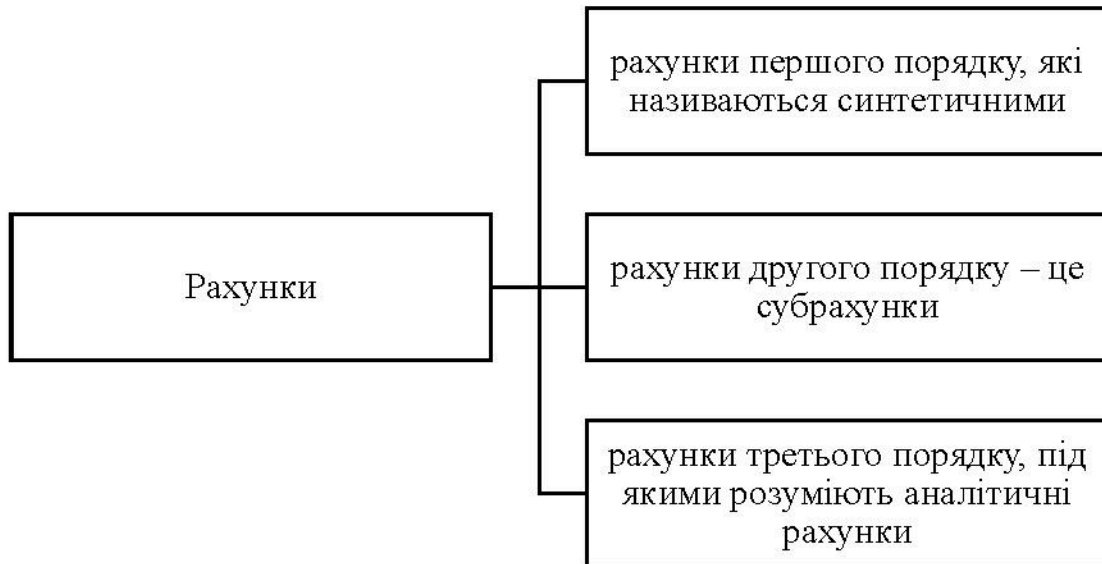 Рахунки
рахунки першого порядку, які
називаються синтетичними
рахунки другого порядку – це
субрахунки
рахунки третього порядку, під
якими розуміють аналітичні
рахунки